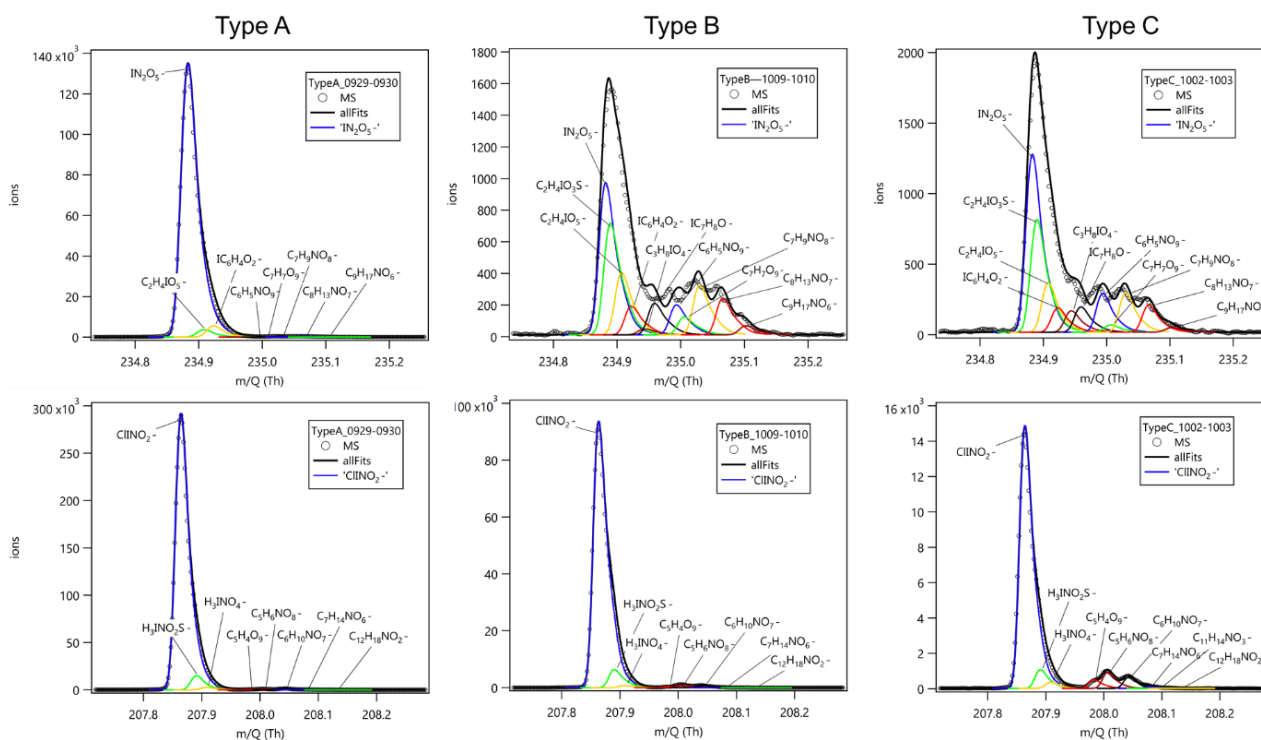 Type A
Type B
Type C
140 x10³
120
100
80
60
40
20
0
ions
IN₂O₅-
C₂H₄IO₅-
IC₆H₄O₂-
C₆H₅NO₉-
C₇H₇O₉-
C₇H₉NO₈-
C₈H₁₃NO₇-
C₉H₁₇NO₆-
TypeA_0929-0930
MS
allFits
'IN₂O₅-'
234.8
234.9
235.0
235.1
235.2
m/Q (Th)
1800
1600
1400
1200
1000
800
600
400
200
0
ions
IN₂O₅-
C₂H₄IO₃S-
C₂H₄IO₅-
IC₆H₄O₂-
C₃H₈IO₄-
IC₇H₈O-
C₆H₅NO₉-
C₇H₇O₉-
C₇H₉NO₈-
C₈H₁₃NO₇-
C₉H₁₇NO₆-
TypeB—1009-1010
MS
allFits
'IN₂O₅-'
234.8
234.9
235.0
235.1
235.2
m/Q (Th)
2000
1500
1000
500
0
ions
IN₂O₅-
C₂H₄IO₃S-
C₂H₄IO₅-
IC₆H₄O₂-
C₃H₈IO₄-
IC₇H₈O-
C₆H₅NO₉-
C₇H₇O₉-
C₇H₉NO₈-
C₈H₁₃NO₇-
C₉H₁₇NO
TypeC_1002-1003
MS
allFits
'IN₂O₅-'
234.8
234.9
235.0
235.1
235.2
m/Q (Th)
300 x10³
250
200
150
100
50
0
ions
ClINO₂-
H₃INO₂S-
H₃INO₄-
C₅H₄O₉-
C₅H₆NO₈-
C₆H₁₀NO₇-
C₇H₁₄NO₆-
C₁₂H₁₈NO₂-
TypeA_0929-0930
MS
allFits
'ClINO₂-'
207.8
207.9
208.0
208.1
208.2
m/Q (Th)
100 x10³
80
60
40
20
0
ions
ClINO₂-
H₃INO₂S-
H₃INO₄-
C₅H₄O₉-
C₅H₆NO₈-
C₆H₁₀NO₇-
C₇H₁₄NO₆-
C₁₂H₁₈NO₂-
TypeB_1009-1010
MS
allFits
'ClINO₂-'
207.8
207.9
208.0
208.1
208.2
m/Q (Th)
16 x10³
14
12
10
8
6
4
2
0
ions
ClINO₂-
H₃INO₂S-
H₃INO₄-
C₅H₄O₉-
C₅H₆NO₈-
C₆H₁₀NO₇-
C₇H₁₄NO₆
C₁₁H₁₄NO₃-
C₁₂H₁₈NO₂
TypeC_1002-1003
MS
allFits
'ClINO₂-'
207.8
207.9
208.0
208.1
208.2
m/Q (Th)